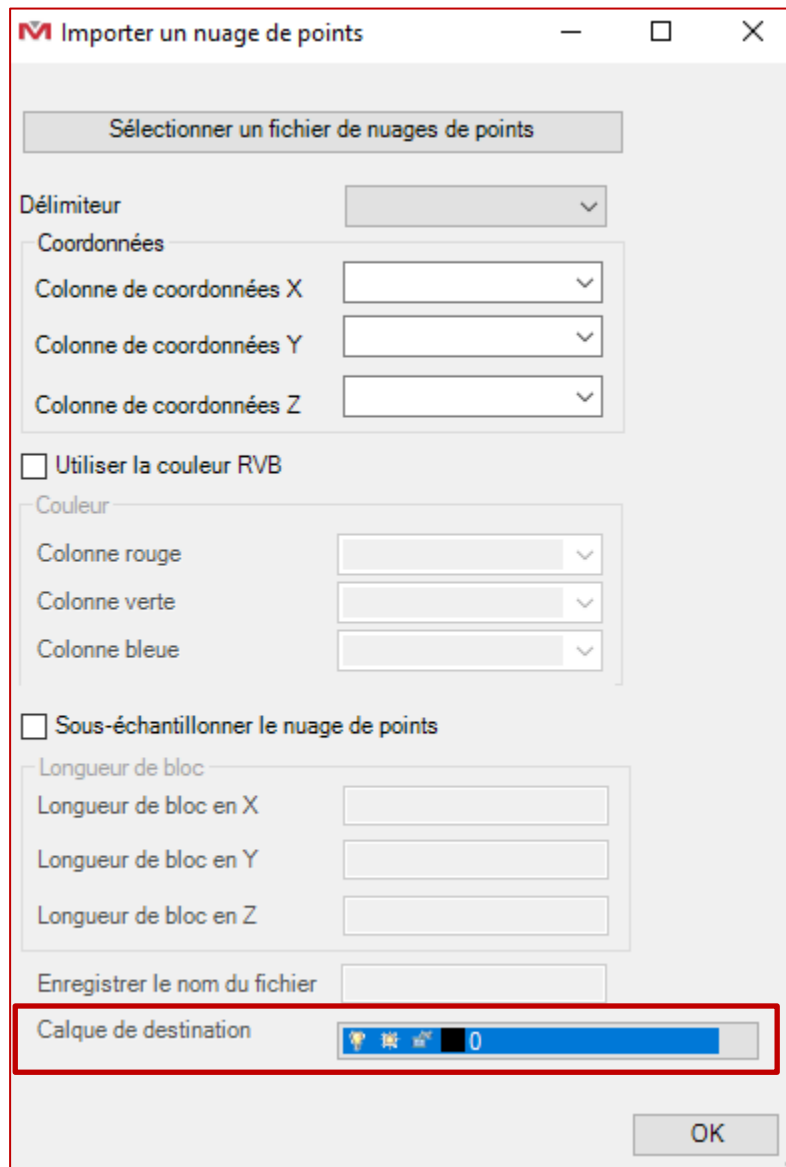 Importer un nuage de points
Sélectionner un fichier de nuages de points
Délimiteur
Coordonnées
Colonne de coordonnées X
Colonne de coordonnées Y
Colonne de coordonnées Z
Utiliser la couleur RVB
Couleur
Colonne rouge
Colonne verte
Colonne bleue
Sous-échantillonner le nuage de points
Longueur de bloc
Longueur de bloc en X
Longueur de bloc en Y
Longueur de bloc en Z
Enregistrer le nom du fichier
Calque de destination 0
OK